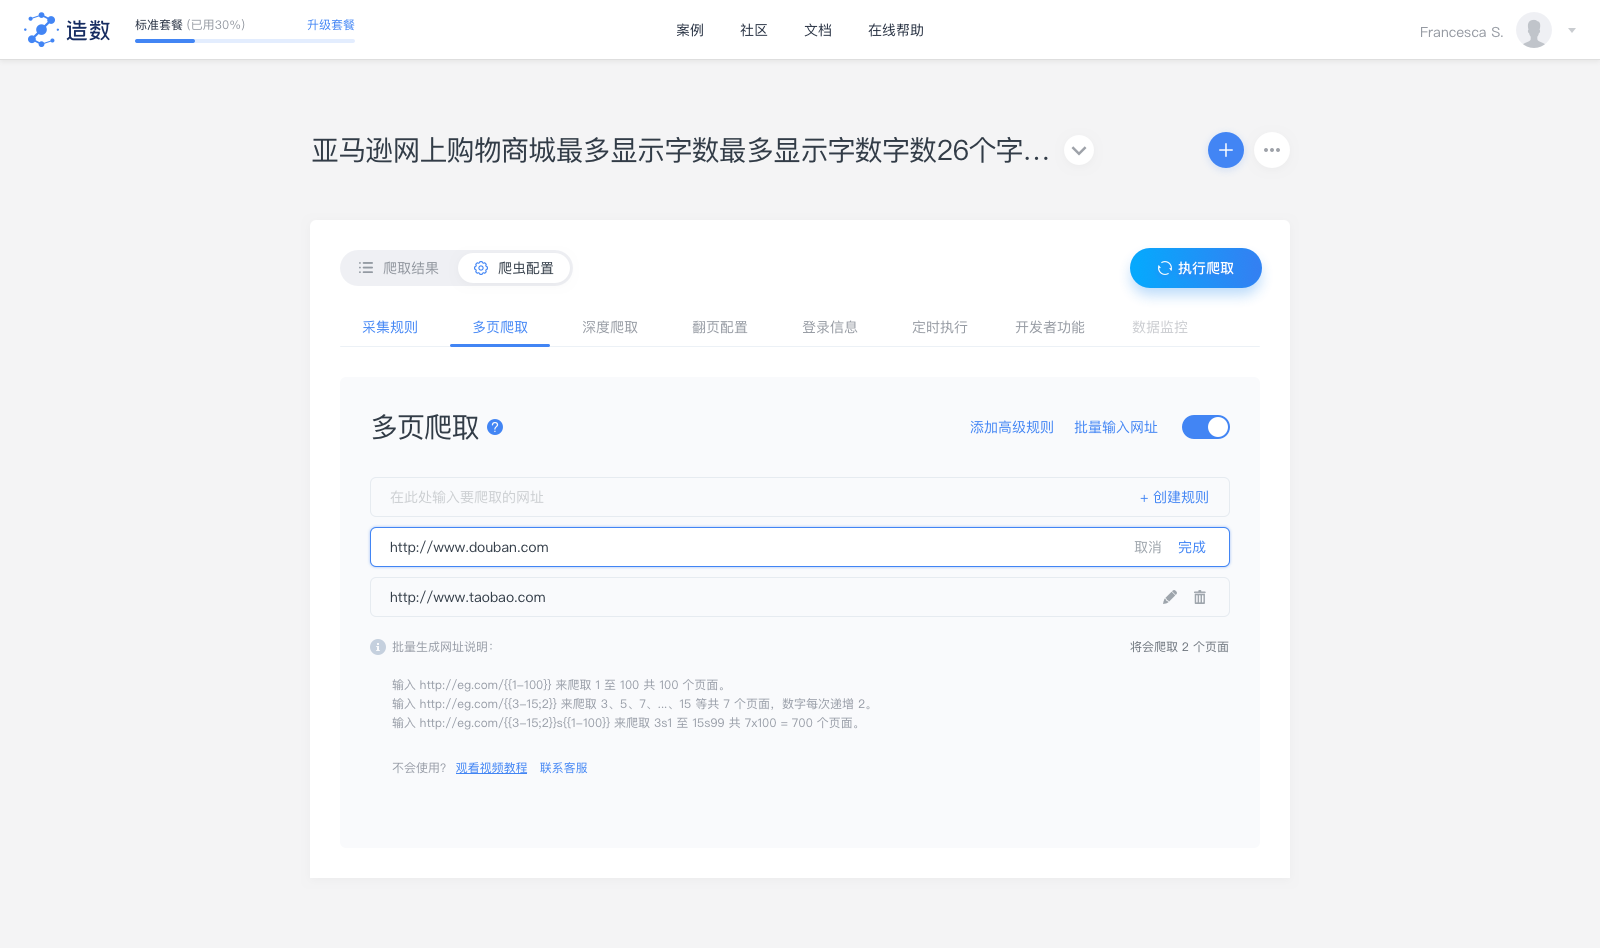 造数
标准套餐 (已用30%) 升级套餐
案例 社区 文档 在线帮助
Francesca S.
亚马逊网上购物商城最多显示字数最多显示字数字数26个字...
爬取结果 爬虫配置
执行爬取
采集规则 多页爬取 深度爬取 翻页配置 登录信息 定时执行 开发者功能 数据监控
多页爬取 ?
添加高级规则 批量输入网址
在此处输入要爬取的网址 + 创建规则
http://www.douban.com 取消 完成
http://www.taobao.com
批量生成网址说明： 将会爬取 2 个页面
输入 http://eg.com/{{1-100}} 来爬取 1 至 100 共 100 个页面。
输入 http://eg.com/{{3-15;2}} 来爬取 3、5、7、...、15 等共 7 个页面，数字每次递增 2。
输入 http://eg.com/{{3-15;2}}s{{1-100}} 来爬取 3s1 至 15s99 共 7x100 = 700 个页面。
不会使用？ 观看视频教程 联系客服